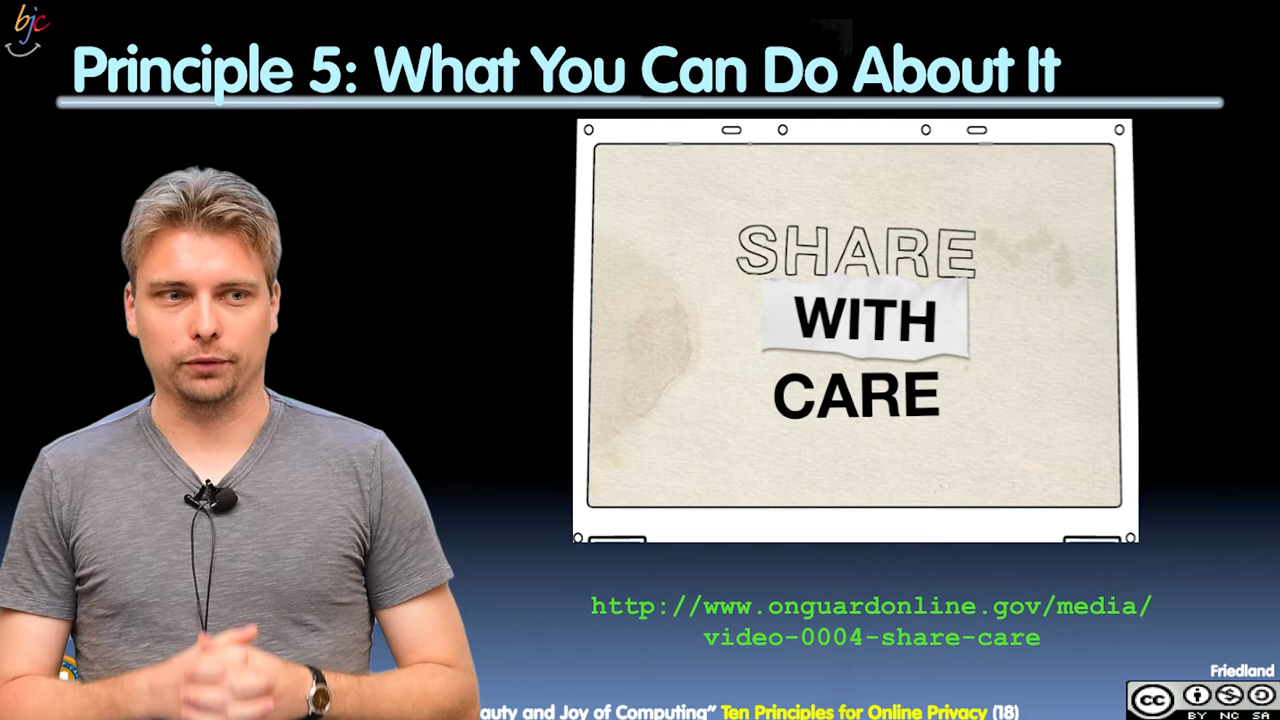 bjc
Principle 5: What You Can Do About It
SHARE
WITH
CARE
http://www.onguardonline.gov/media/
video-0004-share-care
Friedland
auty and Joy of Computing” Ten Principles for Online Privacy (18)
cc
BY NC SA